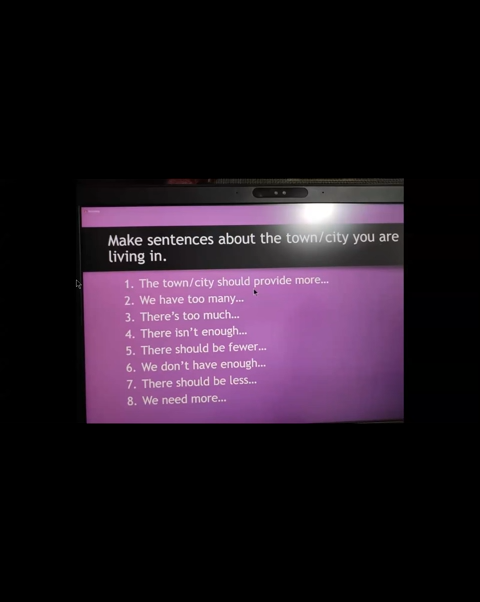 Make sentences about the town/city you are
living in.
1. The town/city should provide more...
2. We have too many...
3. There's too much...
4. There isn't enough...
5. There should be fewer...
6. We don't have enough...
7. There should be less...
8. We need more...